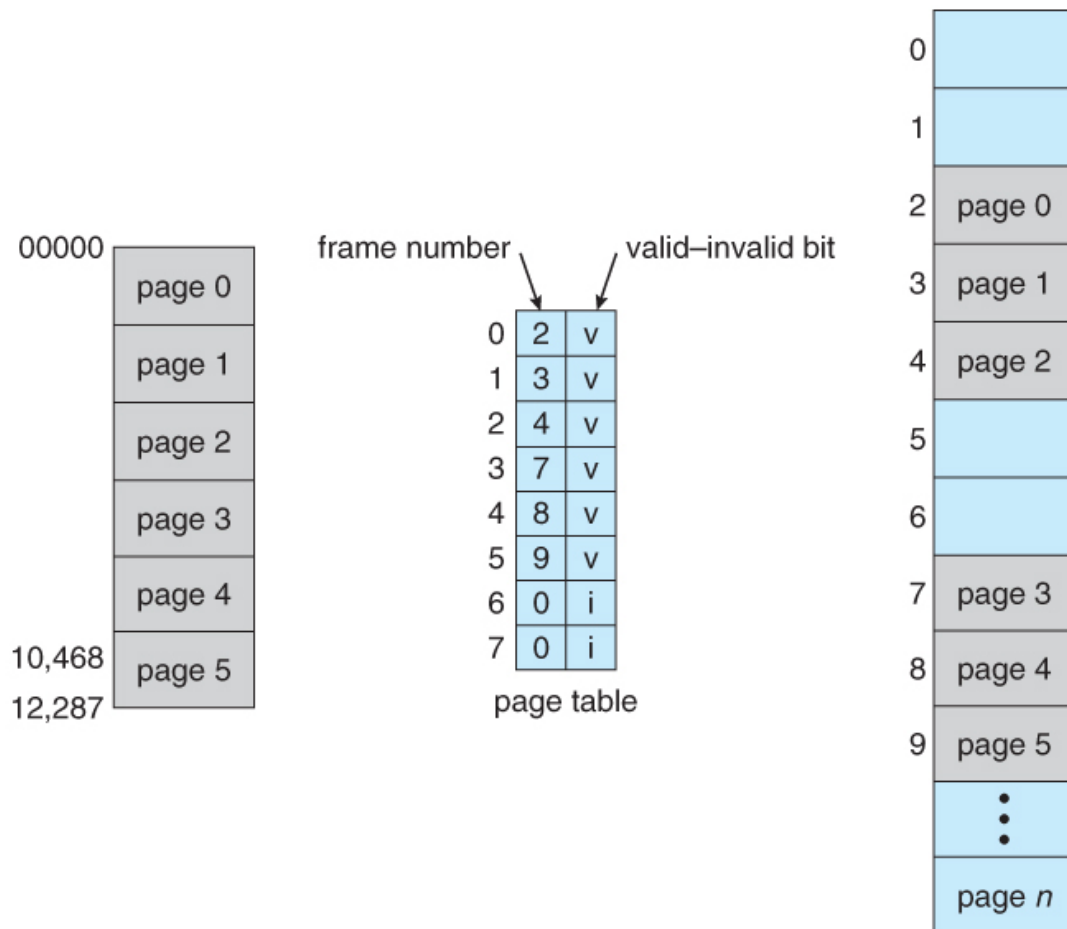 00000
page 0
page 1
page 2
page 3
page 4
10,468
page 5
12,287
frame number
valid–invalid bit
0 2 v
1 3 v
2 4 v
3 7 v
4 8 v
5 9 v
6 0 i
7 0 i
page table
0
1
2 page 0
3 page 1
4 page 2
5
6
7 page 3
8 page 4
9 page 5
page n